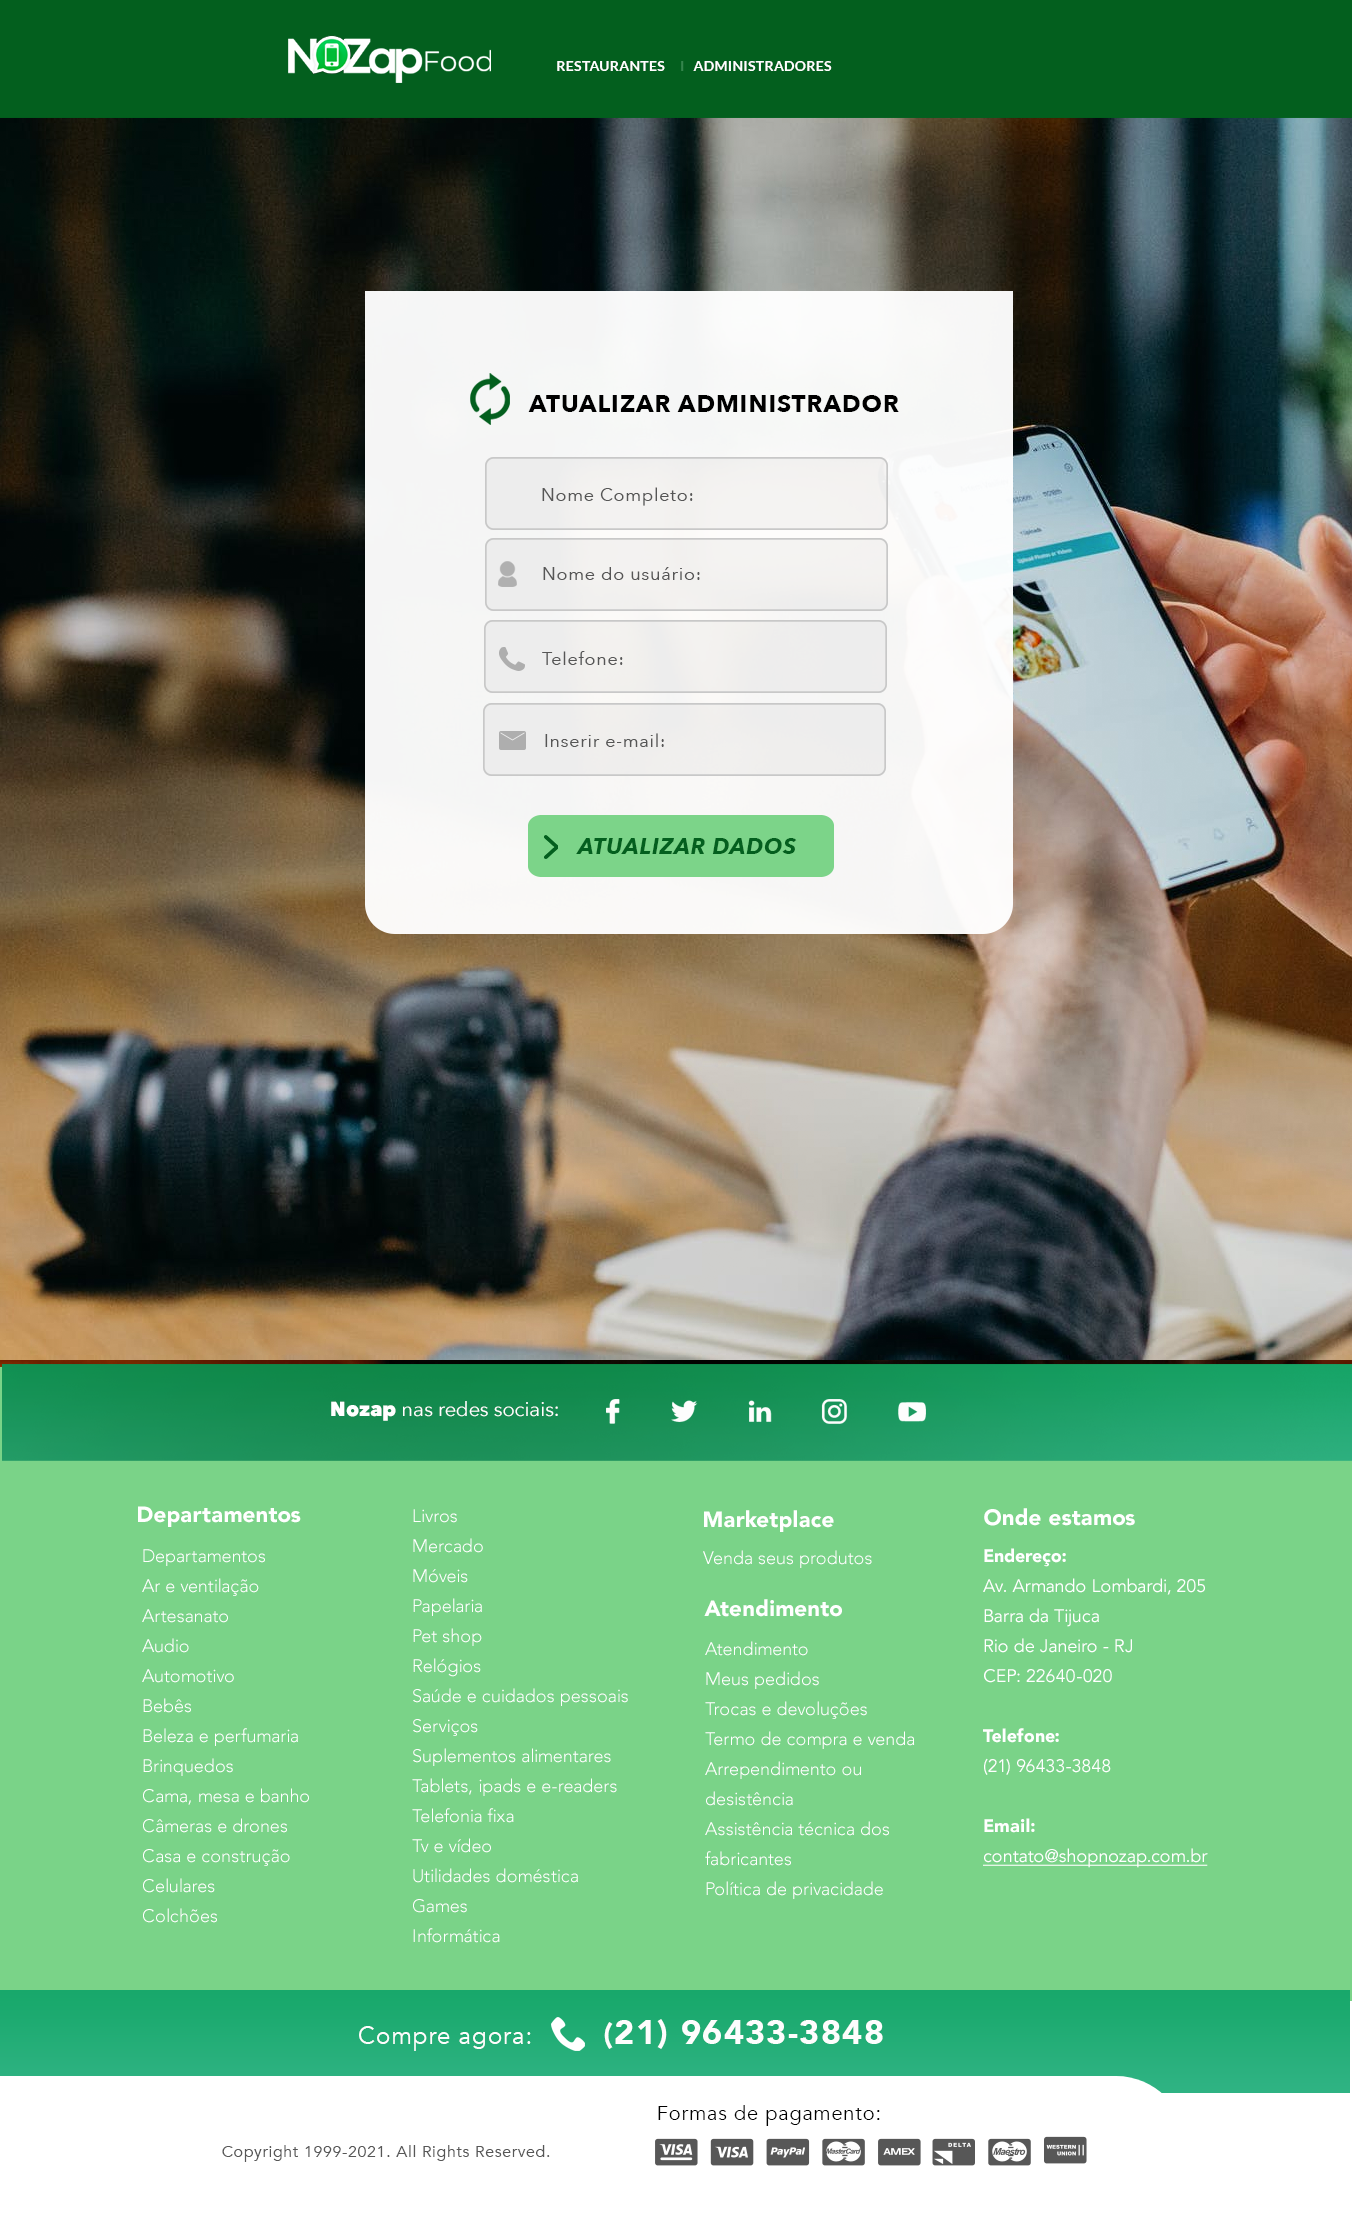 NOZapFood
RESTAURANTES | ADMINISTRADORES
ATUALIZAR ADMINISTRADOR
Nome Completo:
Nome do usuário:
Telefone:
Inserir e-mail:
ATUALIZAR DADOS
Upload
Upload Photos or Videos
Nozap nas redes sociais:
Departamentos
Departamentos
Ar e ventilação
Artesanato
Audio
Automotivo
Bebês
Beleza e perfumaria
Brinquedos
Cama, mesa e banho
Câmeras e drones
Casa e construção
Celulares
Colchões
Livros
Mercado
Móveis
Papelaria
Pet shop
Relógios
Saúde e cuidados pessoais
Serviços
Suplementos alimentares
Tablets, ipads e e-readers
Telefonia fixa
Tv e vídeo
Utilidades doméstica
Games
Informática
Marketplace
Venda seus produtos
Atendimento
Atendimento
Meus pedidos
Trocas e devoluções
Termo de compra e venda
Arrependimento ou
desistência
Assistência técnica dos
fabricantes
Política de privacidade
Onde estamos
Endereço:
Av. Armando Lombardi, 205
Barra da Tijuca
Rio de Janeiro - RJ
CEP: 22640-020
Telefone:
(21) 96433-3848
Email:
contato@shopnozap.com.br
Compre agora: (21) 96433-3848
Formas de pagamento:
Copyright 1999-2021. All Rights Reserved.
VISA VISA PayPal MasterCard AMEX DELTA Maestro WESTERN UNION